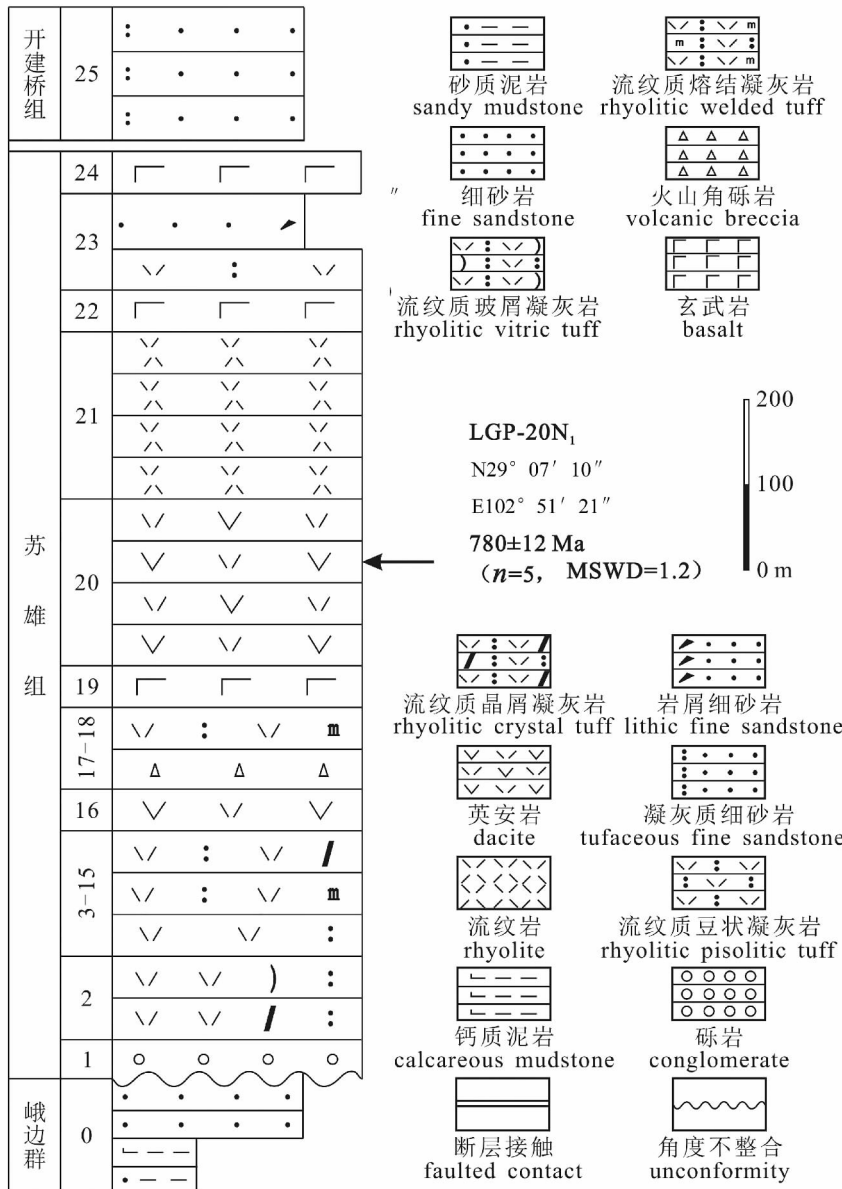 开建桥组
25
24
23
22
21
20
19
17-18
16
3-15
2
1
0
苏雄组
峨边群
m
m
砂质泥岩
sandy mudstone
流纹质熔结凝灰岩
rhyolitic welded tuff
细砂岩
fine sandstone
火山角砾岩
volcanic breccia
流纹质玻屑凝灰岩
rhyolitic vitric tuff
玄武岩
basalt
LGP-20N₁
N29° 07′ 10″
E102° 51′ 21″
780±12 Ma
(n=5, MSWD=1.2)
200
100
0 m
流纹质晶屑凝灰岩
rhyolitic crystal tuff
岩屑细砂岩
lithic fine sandstone
英安岩
dacite
凝灰质细砂岩
tufaceous fine sandstone
流纹岩
rhyolite
流纹质豆状凝灰岩
rhyolitic pisolitic tuff
钙质泥岩
calcareous mudstone
砾岩
conglomerate
断层接触
faulted contact
角度不整合
unconformity